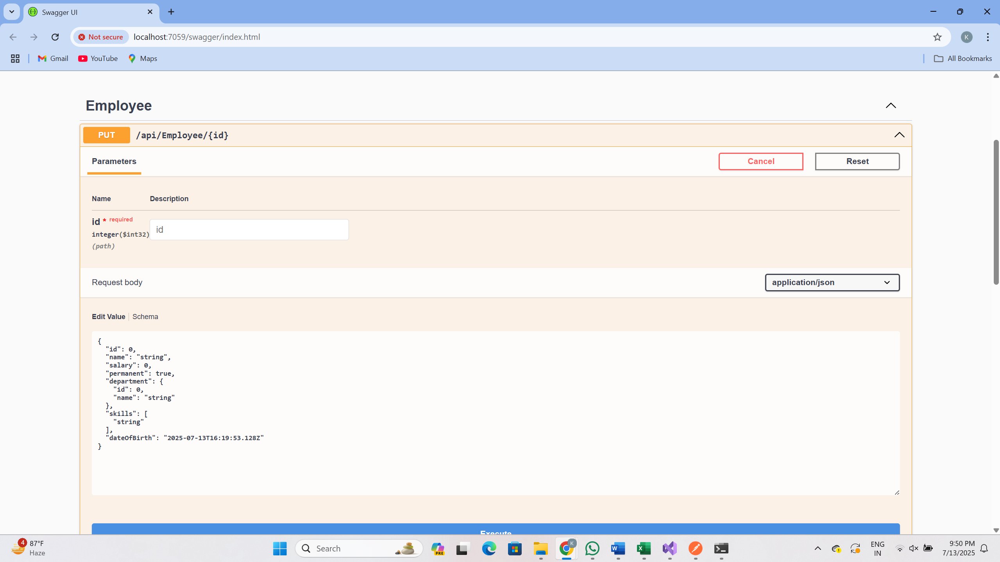 Swagger UI
Not secure
localhost:7059/swagger/index.html
K
Gmail
YouTube
Maps
All Bookmarks
Employee
PUT
/api/Employee/{id}
Parameters
Cancel
Reset
Name
Description
id * required
integer($int32)
(path)
id
Request body
application/json
Edit Value
Schema
{
  "id": 0,
  "name": "string",
  "salary": 0,
  "permanent": true,
  "department": {
    "id": 0,
    "name": "string"
  },
  "skills": [
    "string"
  ],
  "dateOfBirth": "2025-07-13T16:19:53.128Z"
}
Execute
4
87°F
Haze
Search
PRE
K
W
X
ENG
IN
9:50 PM
7/13/2025